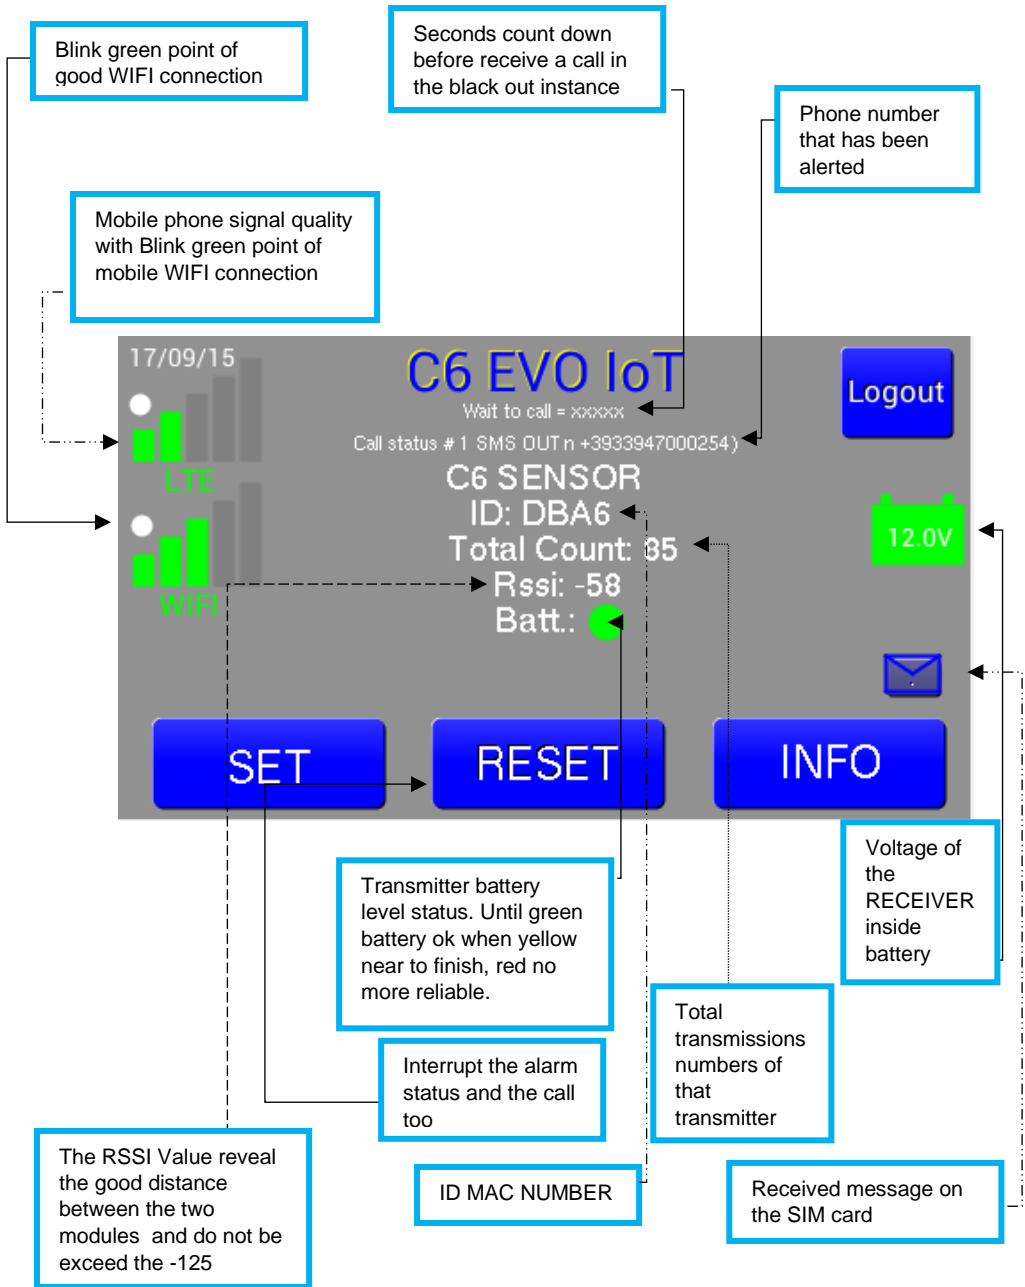 Blink green point of
good WIFI connection
Seconds count down
before receive a call in
the black out instance
Phone number
that has been
alerted
Mobile phone signal quality
with Blink green point of
mobile WIFI connection
17/09/15
C6 EVO IoT
Logout
Wait to call = xxxxx
Call status # 1 SMS OUT n +3933947000254)
LTE
C6 SENSOR
ID: DBA6
12.0V
Total Count: 35
Rssi: -58
WIFI
Batt.:
SET
RESET
INFO
Voltage of
the
RECEIVER
inside
battery
Transmitter battery
level status. Until green
battery ok when yellow
near to finish, red no
more reliable.
Total
transmissions
numbers of
that
transmitter
Interrupt the alarm
status and the call
too
The RSSI Value reveal
the good distance
between the two
modules and do not be
exceed the -125
ID MAC NUMBER
Received message on
the SIM card